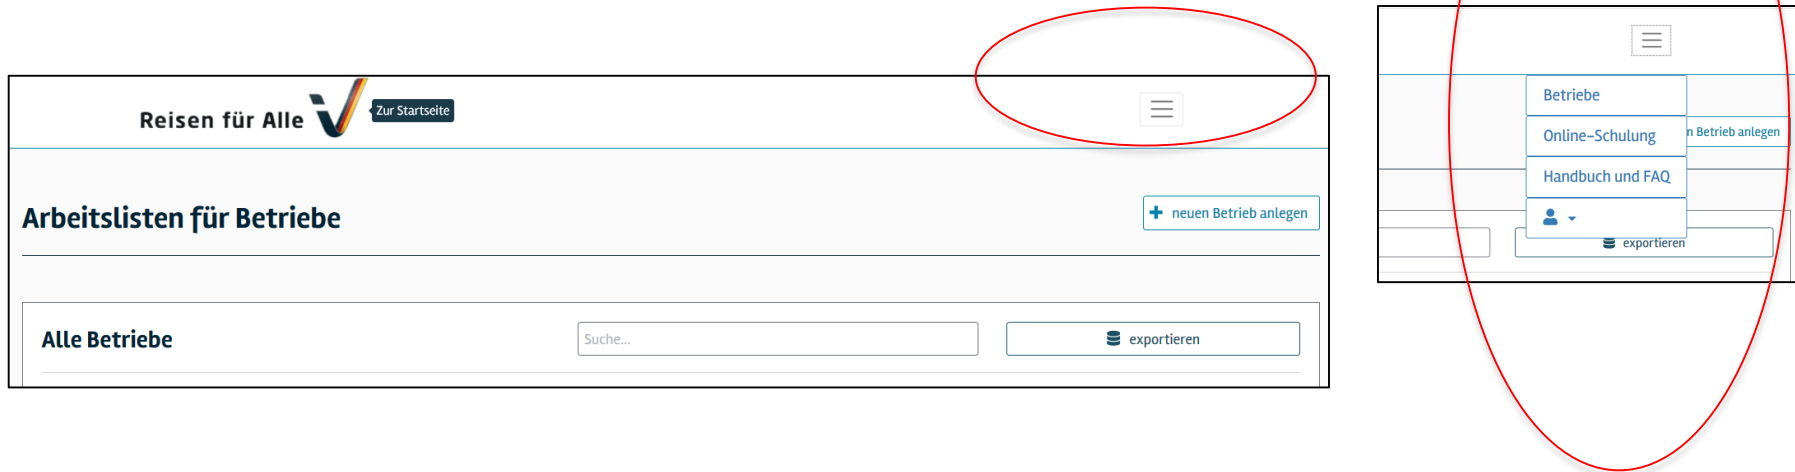 Reisen für Alle
Zur Startseite
Arbeitslisten für Betriebe
neuen Betrieb anlegen
Alle Betriebe
Suche...
exportieren
Betriebe
Online-Schulung
n Betrieb anlegen
Handbuch und FAQ
exportieren